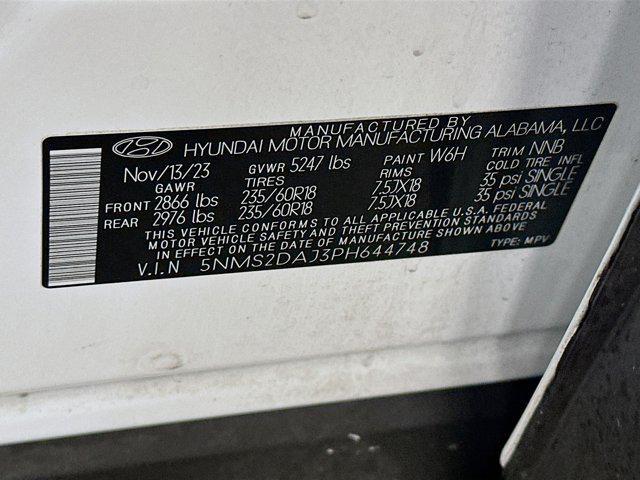 MANUFACTURED BY
HYUNDAI MOTOR MANUFACTURING ALABAMA, LLC
Nov/13/23 GVWR 5247 lbs PAINT W6H TRIM NNB
GAWR TIRES RIMS COLD TIRE INFL
FRONT 2866 lbs 235/60R18 7.5JX18 35 psi SINGLE
REAR 2976 lbs 235/60R18 7.5JX18 35 psi SINGLE
THIS VEHICLE CONFORMS TO ALL APPLICABLE U.S.A. FEDERAL
MOTOR VEHICLE SAFETY AND THEFT PREVENTION STANDARDS
IN EFFECT ON THE DATE OF MANUFACTURE SHOWN ABOVE
V.I.N 5NMS2DAJ3PH644748 TYPE: MPV